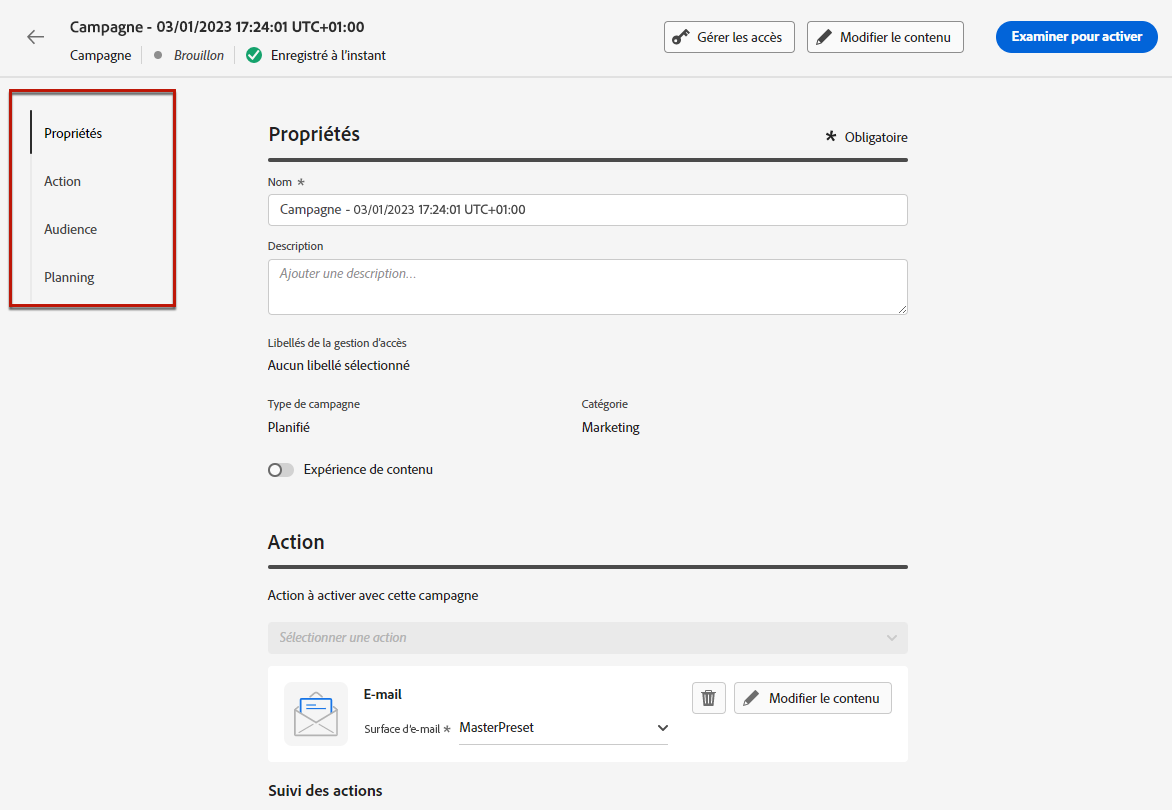 Campagne - 03/01/2023 17:24:01 UTC+01:00
Campagne
Brouillon
Enregistré à l'instant
Gérer les accès
Modifier le contenu
Examiner pour activer
Propriétés
Action
Audience
Planning
Propriétés
* Obligatoire
Nom *
Campagne - 03/01/2023 17:24:01 UTC+01:00
Description
Ajouter une description...
Libellés de la gestion d'accès
Aucun libellé sélectionné
Type de campagne
Planifié
Catégorie
Marketing
Expérience de contenu
Action
Action à activer avec cette campagne
Sélectionner une action
E-mail
Surface d'e-mail * MasterPreset
Modifier le contenu
Suivi des actions